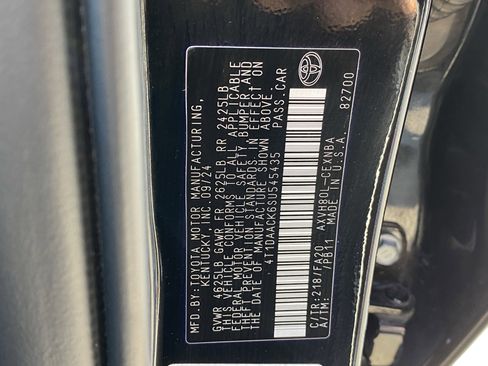 MFD.BY:TOYOTA MOTOR MANUFACTURING,
KENTUCKY, INC. 09/24
GVWR 4625LB GAWR FR 2625LB RR 2425LB
THIS VEHICLE CONFORMS TO ALL APPLICABLE
FEDERAL MOTOR VEHICLE SAFETY, BUMPER AND
THEFT PREVENTION STANDARDS IN EFFECT ON
THE DATE OF MANUFACTURE SHOWN ABOVE.
4T1DAACK6SU545435 PASS.CAR
C/TR:218/FA20 AXVH80L-CEXNBA
A/TM: /PB11 MADE IN U.S.A. 82700